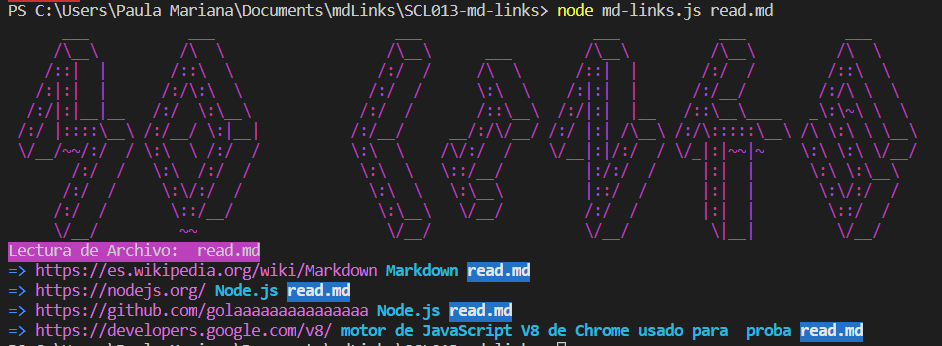 PS C:\Users\Paula Mariana\Documents\mdLinks\SCL013-md-links> node md-links.js read.md
MD LINKS
Lectura de Archivo:  read.md
=> https://es.wikipedia.org/wiki/Markdown Markdown read.md
=> https://nodejs.org/ Node.js read.md
=> https://github.com/golaaaaaaaaaaaaaaa Node.js read.md
=> https://developers.google.com/v8/ motor de JavaScript V8 de Chrome usado para  proba read.md